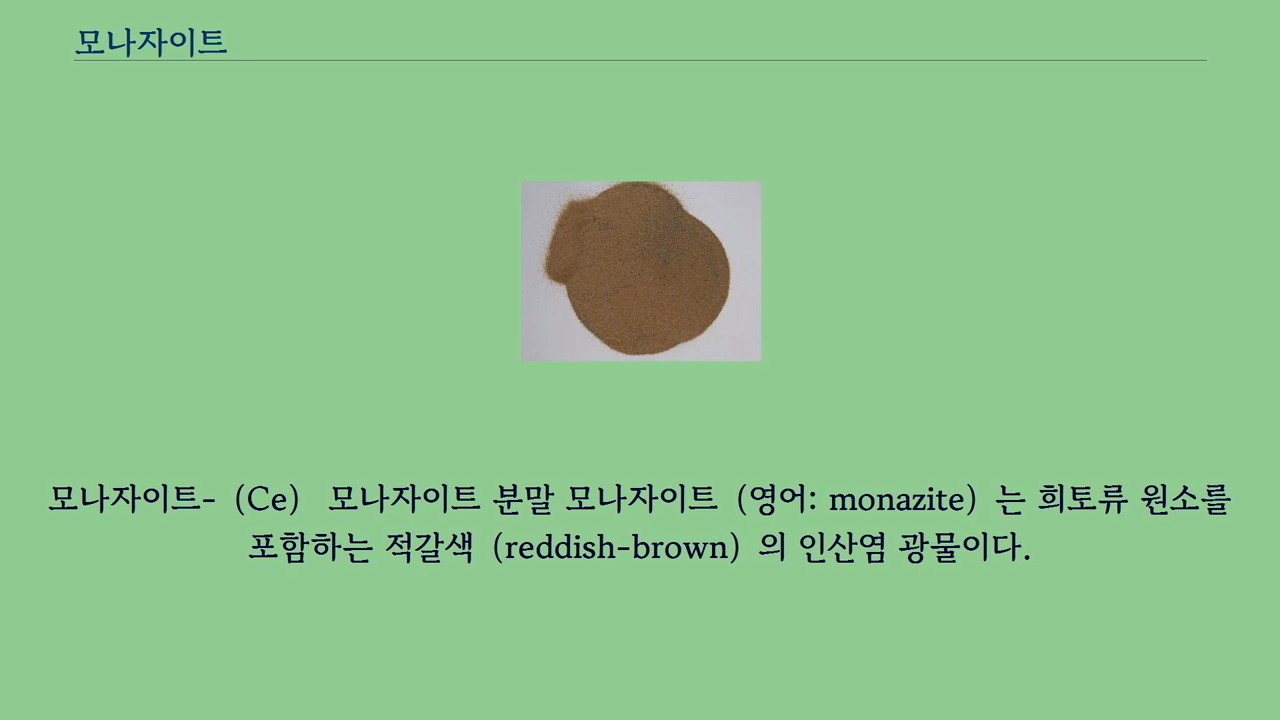 모나자이트
모나자이트- (Ce) 모나자이트 분말 모나자이트 (영어: monazite) 는 희토류 원소를
포함하는 적갈색 (reddish-brown) 의 인산염 광물이다.